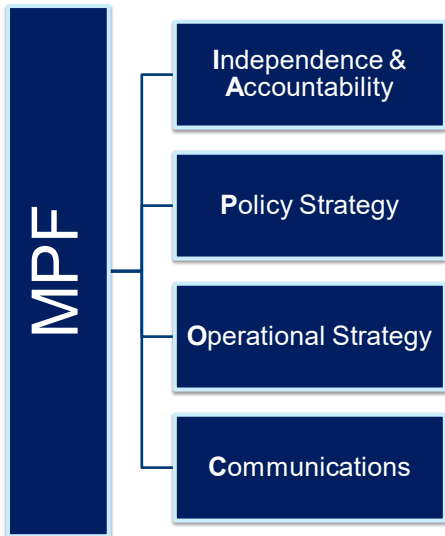 MPF
Independence &
Accountability
Policy Strategy
Operational Strategy
Communications